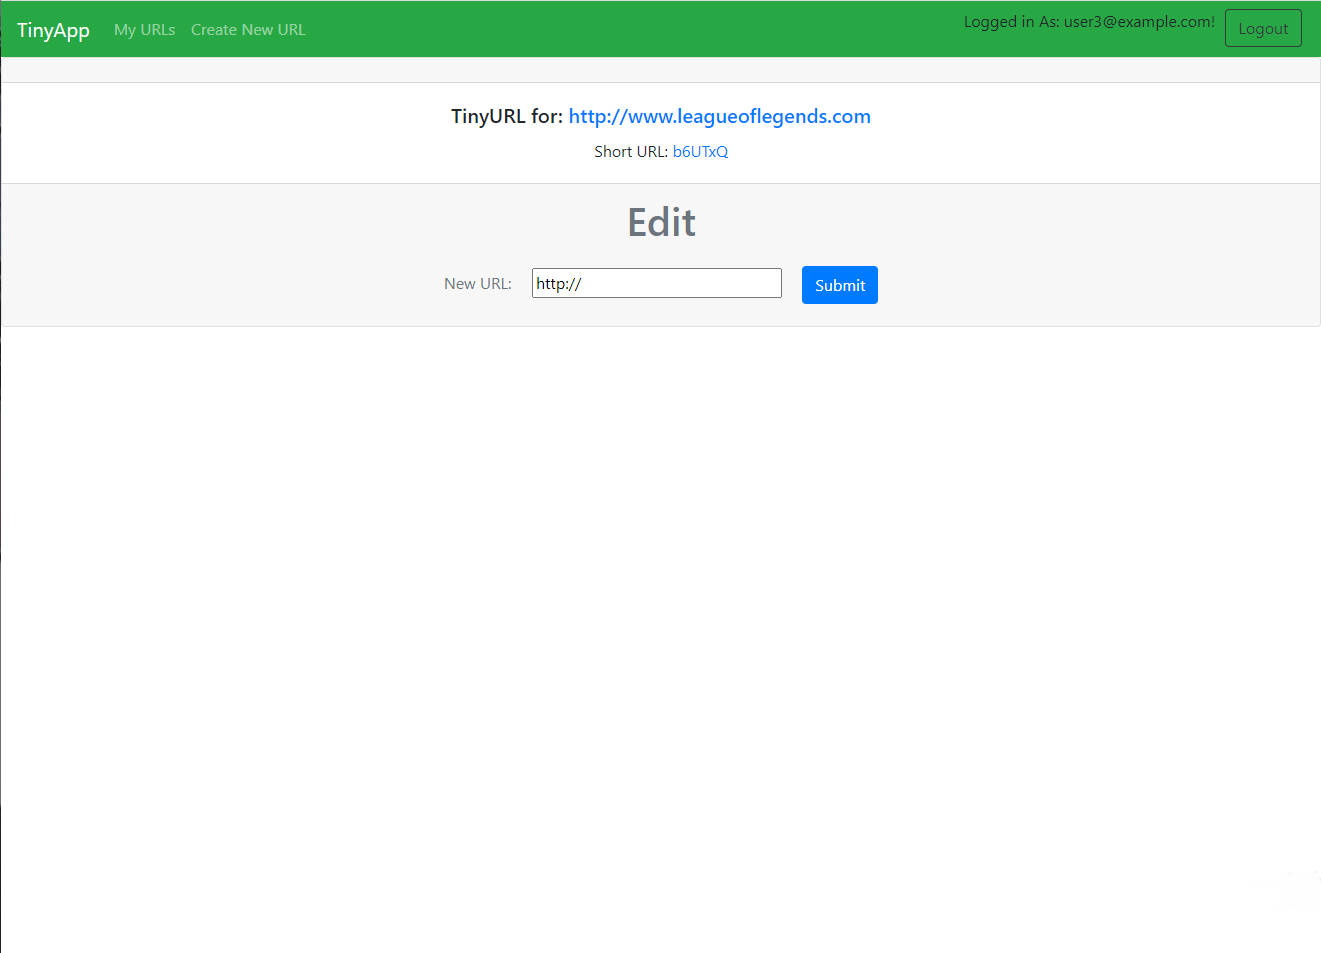 TinyApp My URLs Create New URL Logged in As: user3@example.com! Logout
TinyURL for: http://www.leagueoflegends.com
Short URL: b6UTxQ
Edit
New URL: http:// Submit